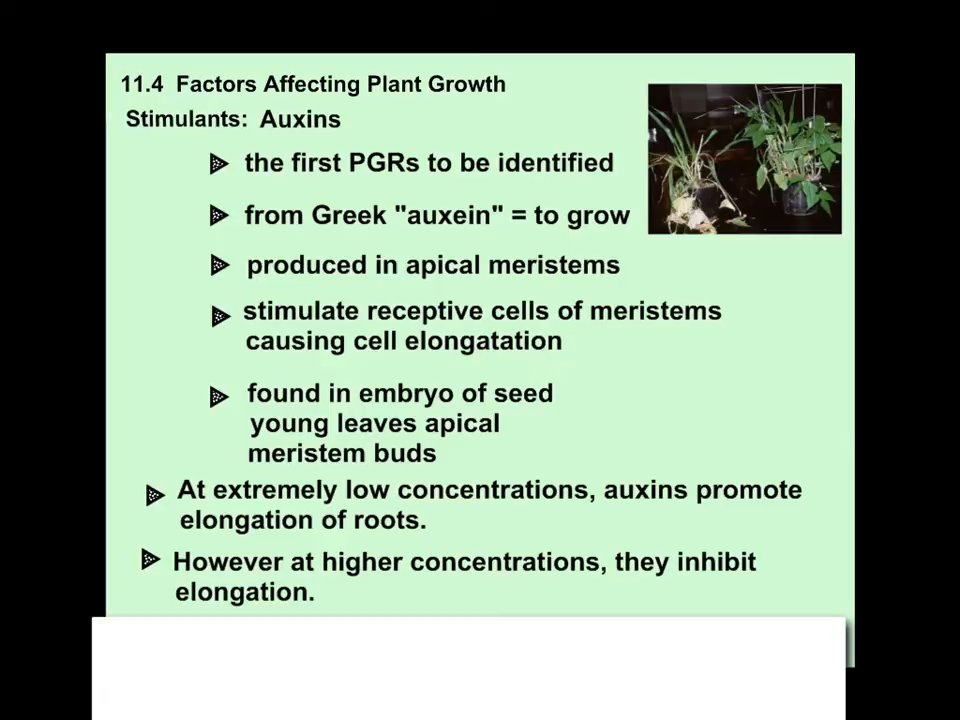 11.4 Factors Affecting Plant Growth
Stimulants: Auxins
the first PGRs to be identified
from Greek "auxein" = to grow
produced in apical meristems
stimulate receptive cells of meristems
causing cell elongatation
found in embryo of seed
young leaves apical
meristem buds
At extremely low concentrations, auxins promote
elongation of roots.
However at higher concentrations, they inhibit
elongation.